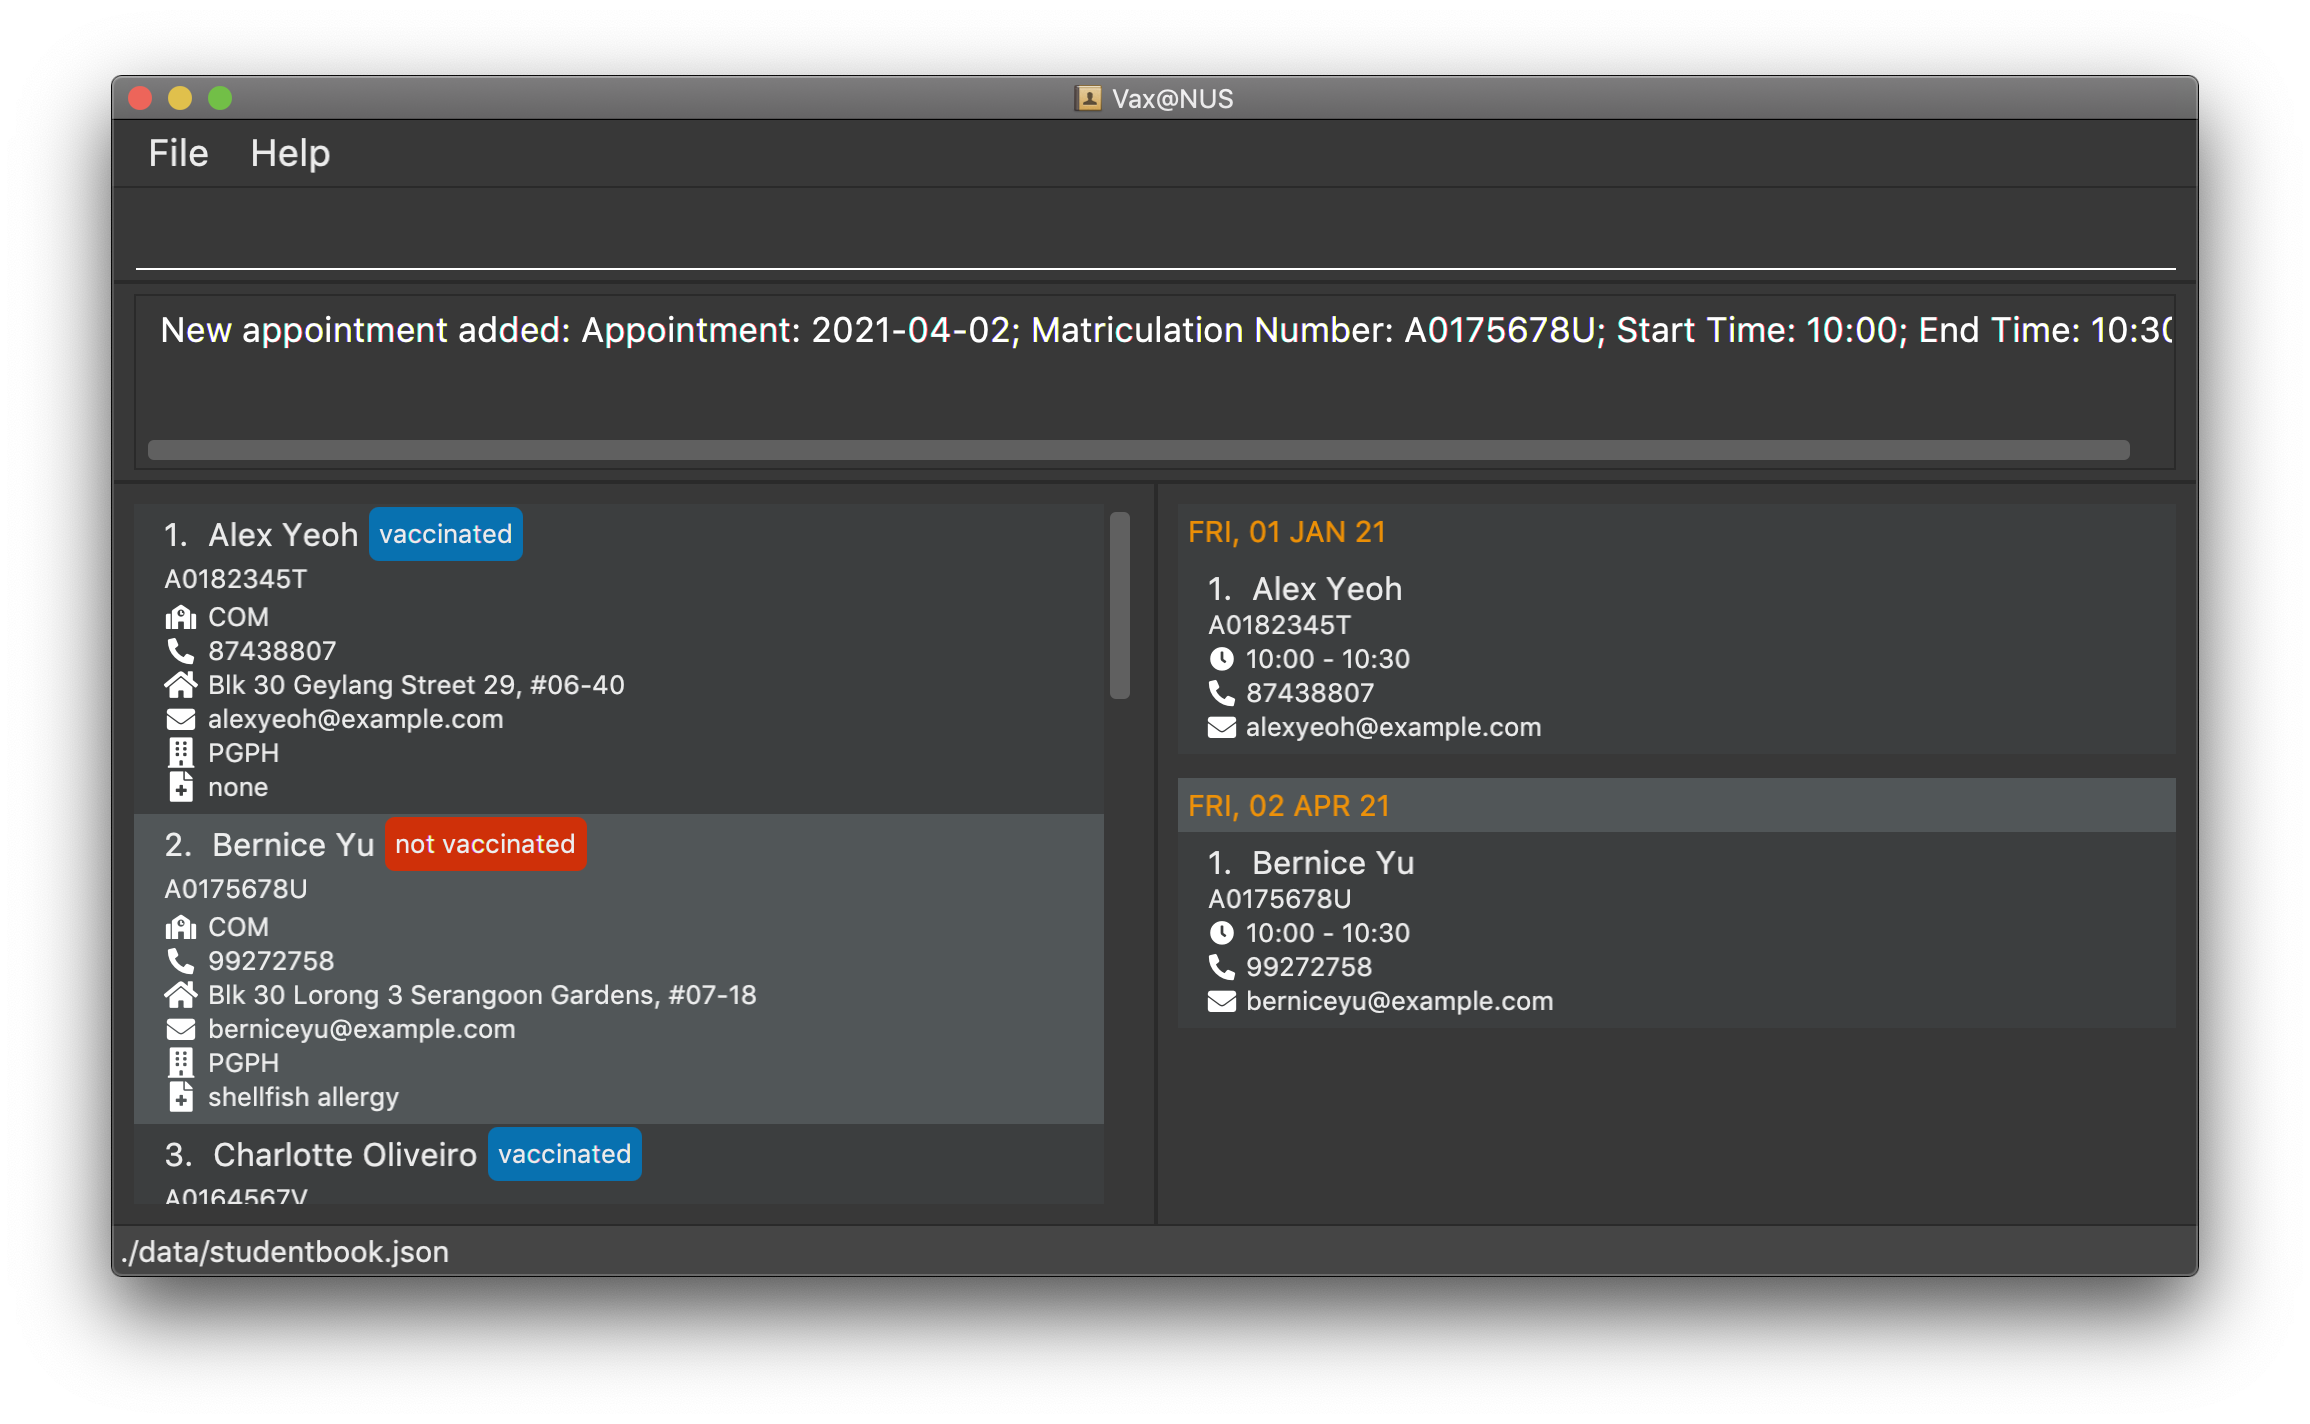 Vax@NUS
File Help
New appointment added: Appointment: 2021-04-02; Matriculation Number: A0175678U; Start Time: 10:00; End Time: 10:30
1. Alex Yeoh vaccinated
A0182345T
COM
87438807
Blk 30 Geylang Street 29, #06-40
alexyeoh@example.com
PGPH
none
2. Bernice Yu not vaccinated
A0175678U
COM
99272758
Blk 30 Lorong 3 Serangoon Gardens, #07-18
berniceyu@example.com
PGPH
shellfish allergy
3. Charlotte Oliveiro vaccinated
A0164567V
FRI, 01 JAN 21
1. Alex Yeoh
A0182345T
10:00 - 10:30
87438807
alexyeoh@example.com
FRI, 02 APR 21
1. Bernice Yu
A0175678U
10:00 - 10:30
99272758
berniceyu@example.com
./data/studentbook.json